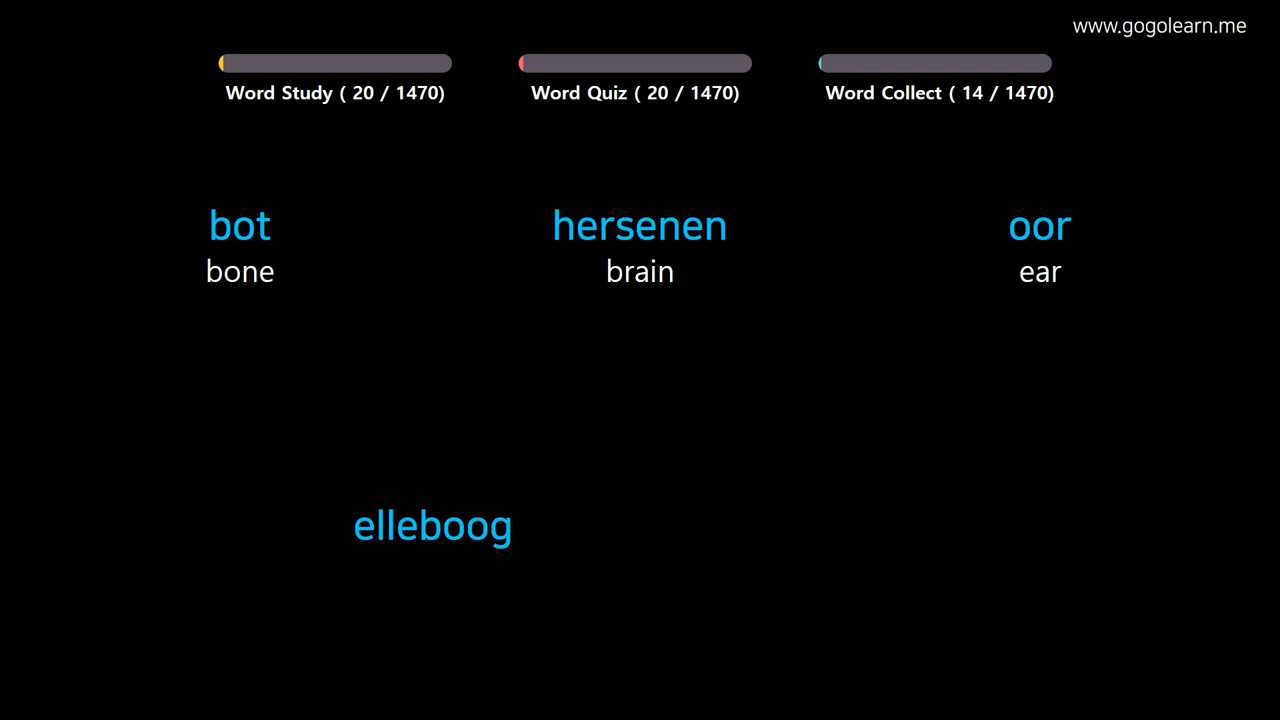 www.gogolearn.me
Word Study ( 20 / 1470)
Word Quiz ( 20 / 1470)
Word Collect ( 14 / 1470)
bot
bone
hersenen
brain
oor
ear
elleboog